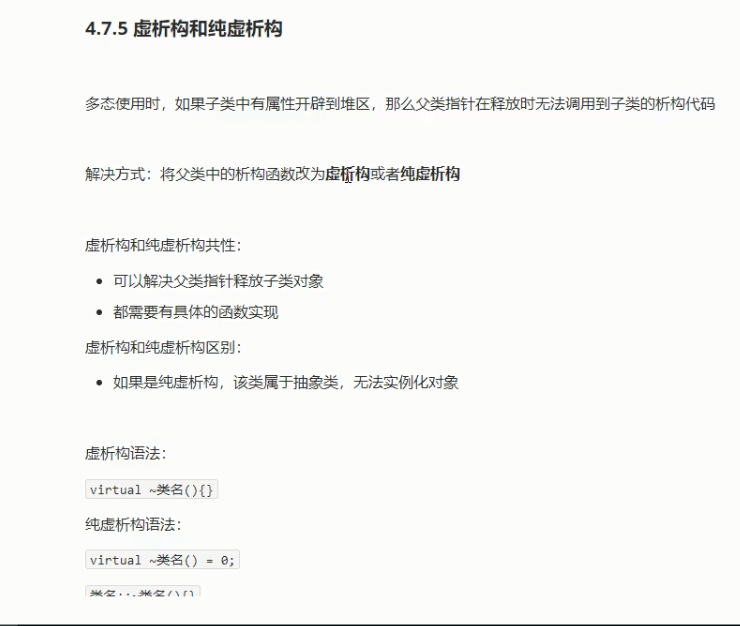 4.7.5 虚析构和纯虚析构
多态使用时，如果子类中有属性开辟到堆区，那么父类指针在释放时无法调用到子类的析构代码
解决方式：将父类中的析构函数改为虚析构或者纯虚析构
虚析构和纯虚析构共性：
可以解决父类指针释放子类对象
都需要有具体的函数实现
虚析构和纯虚析构区别：
如果是纯虚析构，该类属于抽象类，无法实例化对象
虚析构语法：
virtual ~类名(){}
纯虚析构语法：
virtual ~类名() = 0;